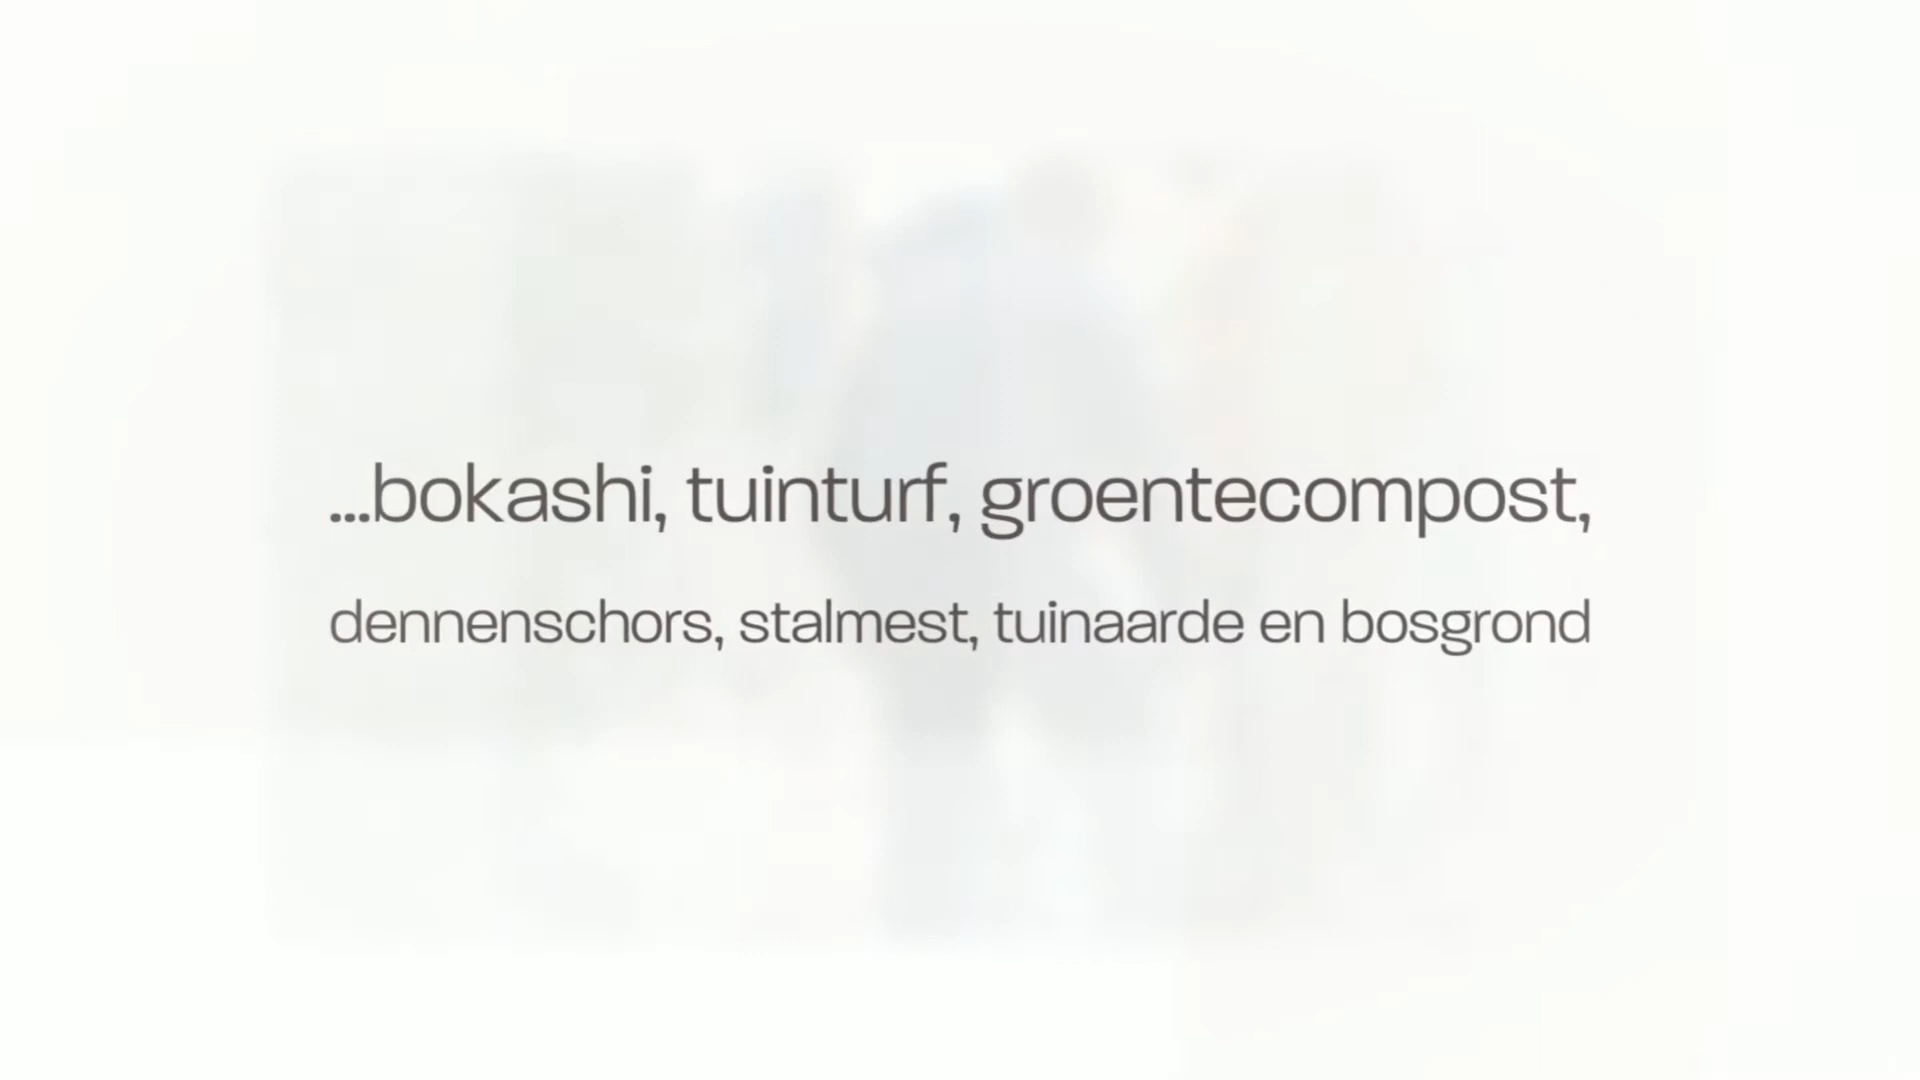 ...bokashi, tuinturf, groentecompost,
dennenschors, stalmest, tuinaarde en bosgrond